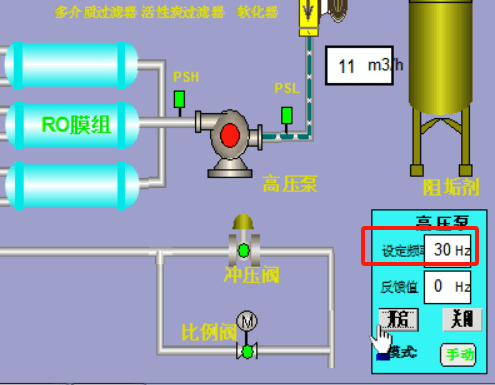 多介质过滤器 活性炭过滤器 软化器
PSH
PSL
11 m3/h
RO膜组
高压泵
阻垢剂
高压泵
设定频 30 Hz
冲压阀
反馈值 0 Hz
开启 关闭
比例阀
M
模式: 手动